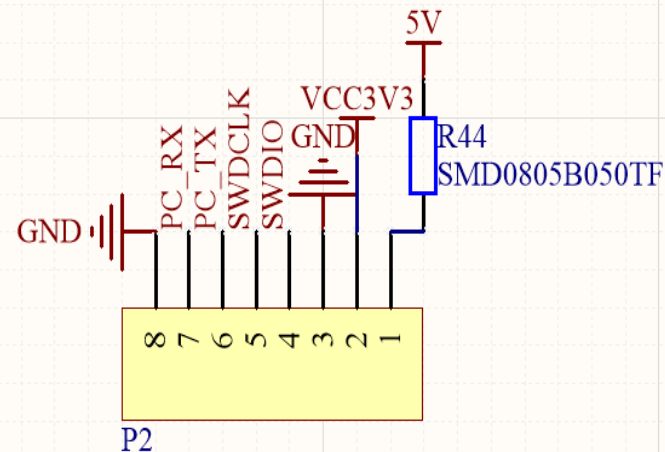 5V
VCC3V3
GND
R44
SMD0805B050TF
PC_RX
PC_TX
SWDCLK
SWDIO
GND
8
7
6
5
4
3
2
1
P2